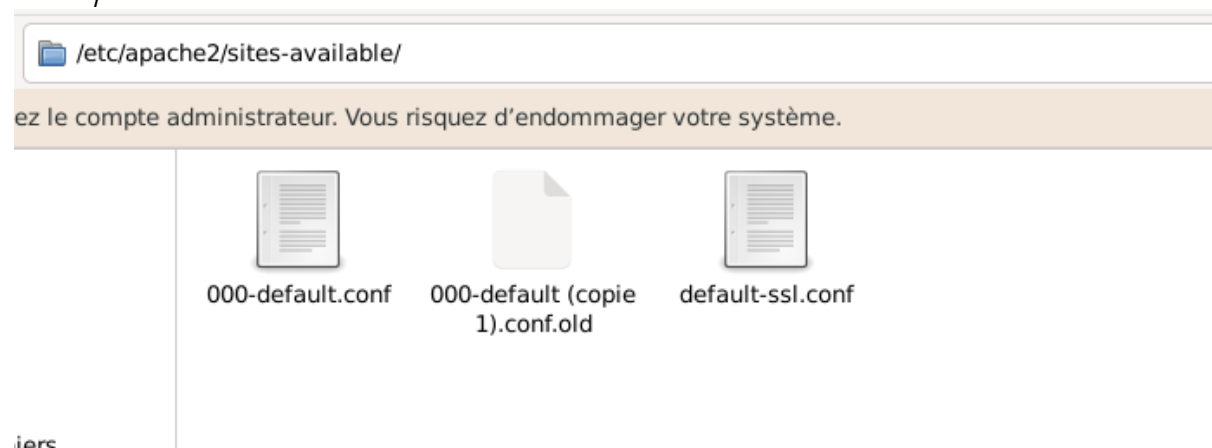 /etc/apache2/sites-available/
ez le compte administrateur. Vous risquez d’endommager votre système.
000-default.conf
000-default (copie
1).conf.old
default-ssl.conf
iers